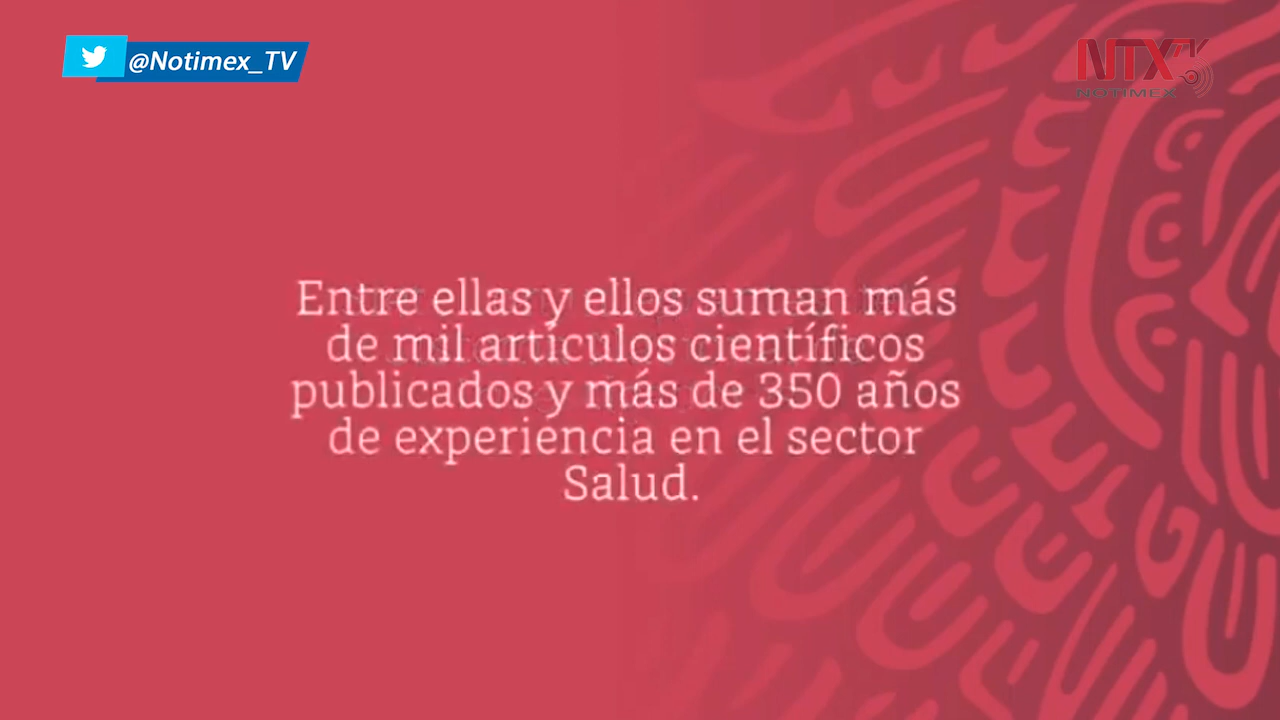 @Notimex_TV
NTX TV
NOTIMEX
Entre ellas y ellos suman más
de mil artículos científicos
publicados y más de 350 años
de experiencia en el sector
Salud.